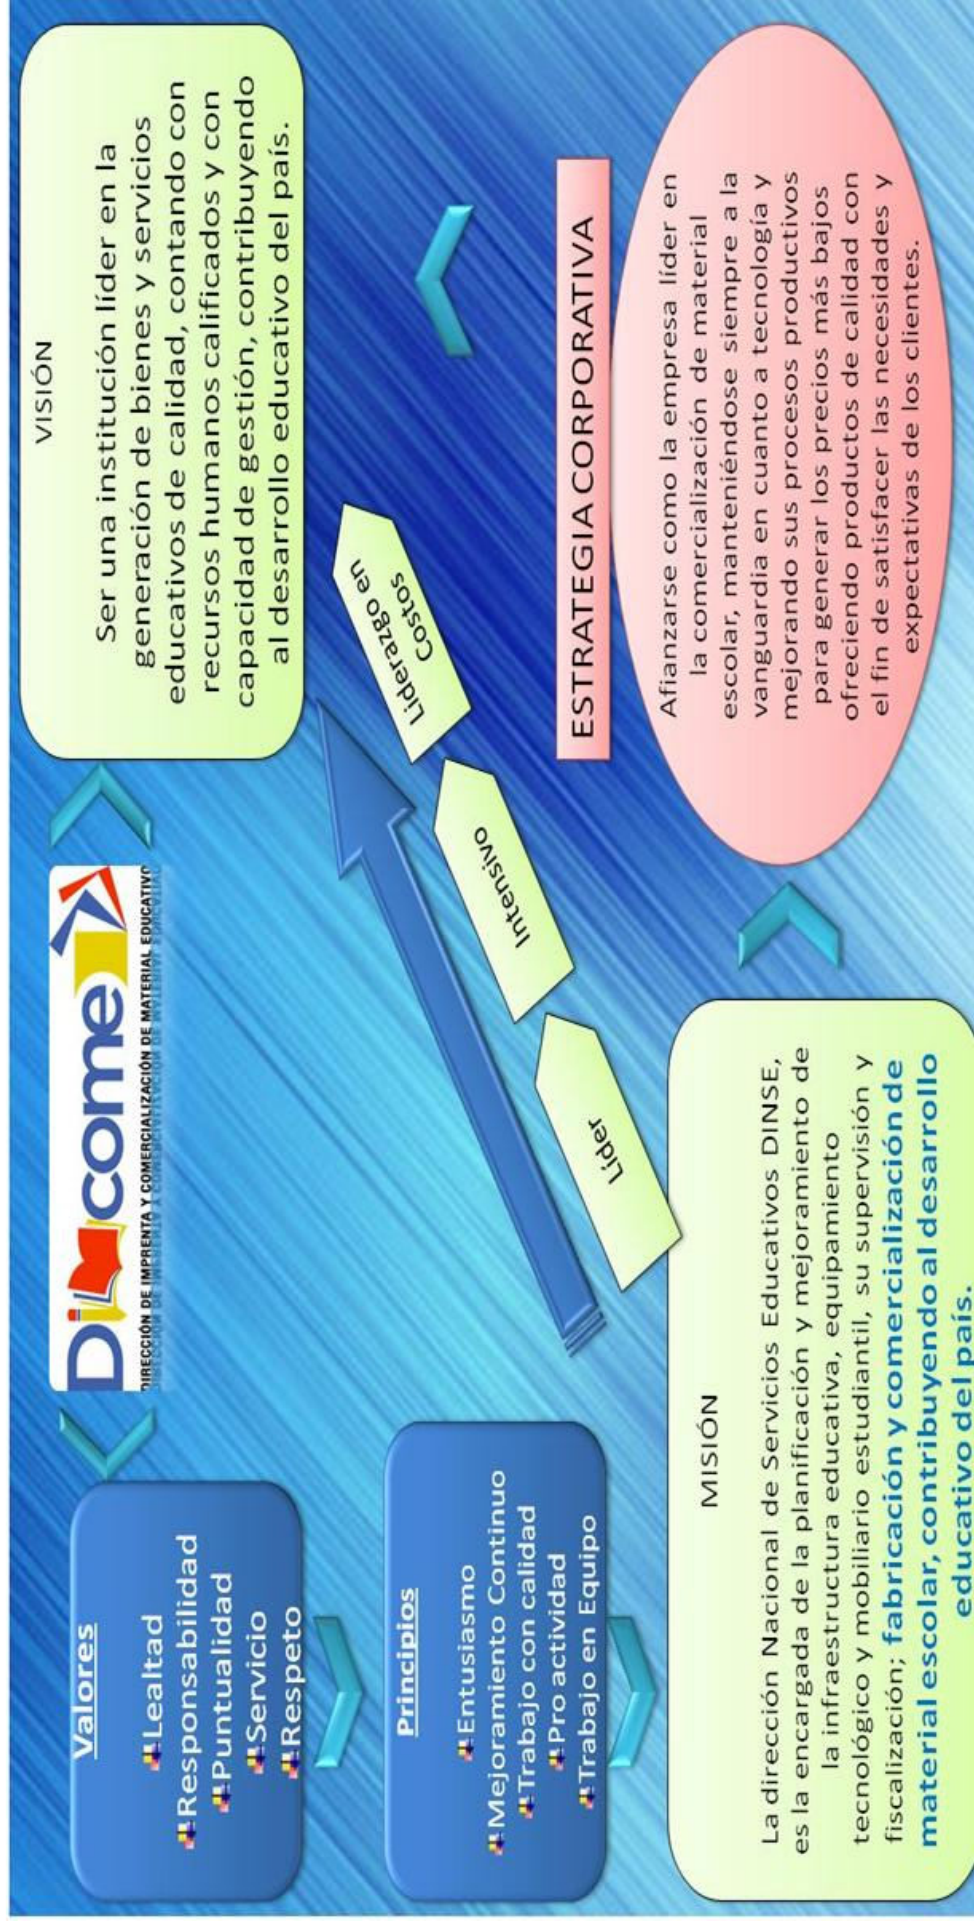 Valores
Lealtad
Responsabilidad
Puntualidad
Servicio
Respeto
Principios
Entusiasmo
Mejoramiento Continuo
Trabajo con calidad
Pro actividad
Trabajo en Equipo
Dimcome
DIRECCIÓN DE IMPRENTA Y COMERCIALIZACIÓN DE MATERIAL EDUCATIVO
VISIÓN
Ser una institución líder en la
generación de bienes y servicios
educativos de calidad, contando con
recursos humanos calificados y con
capacidad de gestión, contribuyendo
al desarrollo educativo del país.
Líder
Intensivo
Liderazgo en
Costos
MISIÓN
La dirección Nacional de Servicios Educativos DINSE,
es la encargada de la planificación y mejoramiento de
la infraestructura educativa, equipamiento
tecnológico y mobiliario estudiantil, su supervisión y
fiscalización; fabricación y comercialización de
material escolar, contribuyendo al desarrollo
educativo del país.
ESTRATEGIA CORPORATIVA
Afianzarse como la empresa líder en
la comercialización de material
escolar, manteniéndose siempre a la
vanguardia en cuanto a tecnología y
mejorando sus procesos productivos
para generar los precios más bajos
ofreciendo productos de calidad con
el fin de satisfacer las necesidades y
expectativas de los clientes.